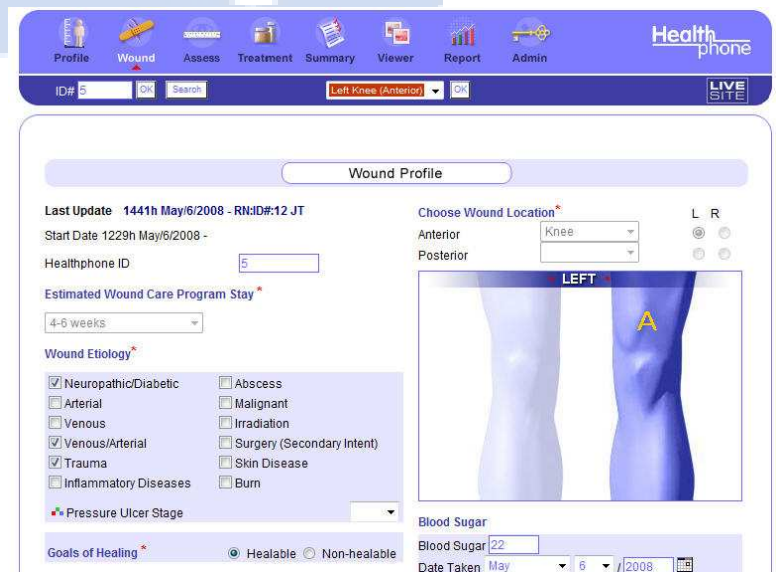 Profile Wound Assess Treatment Summary Viewer Report Admin
Healthphone
ID# 5 OK Search Left Knee (Anterior) OK LIVE SITE
Wound Profile
Last Update 1441h May/6/2008 - RN:ID#:12 JT
Start Date 1229h May/6/2008 -
Healthphone ID 5
Estimated Wound Care Program Stay *
4-6 weeks
Wound Etiology*
Neuropathic/Diabetic Abscess
Arterial Malignant
Venous Irradiation
Venous/Arterial Surgery (Secondary Intent)
Trauma Skin Disease
Inflammatory Diseases Burn
Pressure Ulcer Stage
Goals of Healing * Healable Non-healable
Choose Wound Location* L R
Anterior Knee
Posterior
LEFT
A
Blood Sugar
Blood Sugar 22
Date Taken May 6 / 2008